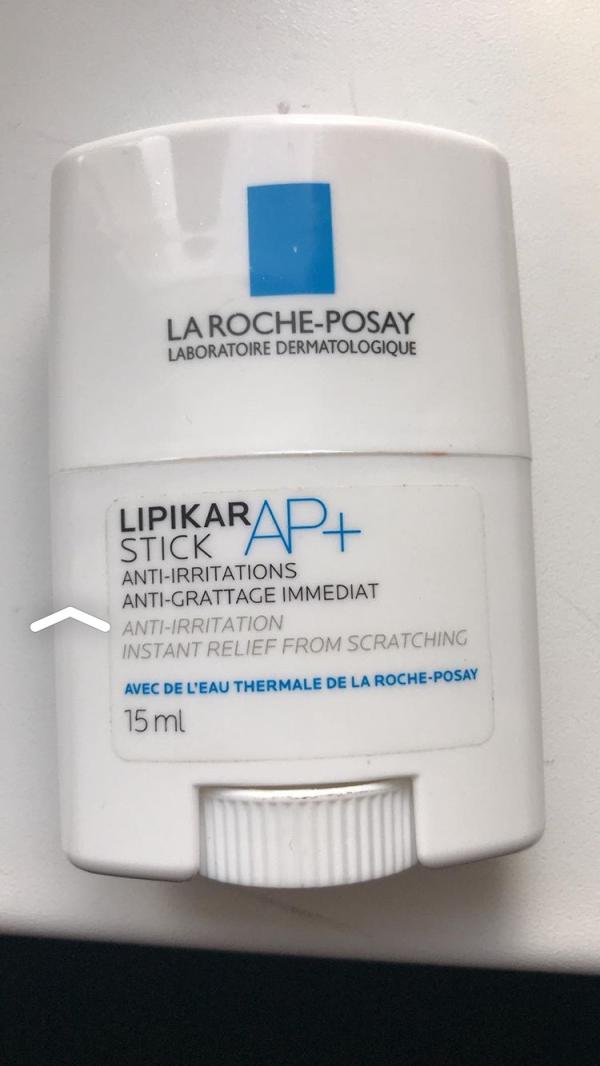 LA ROCHE-POSAY
LABORATOIRE DERMATOLOGIQUE
LIPIKAR AP+
STICK
ANTI-IRRITATIONS
ANTI-GRATTAGE IMMEDIAT
ANTI-IRRITATION
INSTANT RELIEF FROM SCRATCHING
AVEC DE L'EAU THERMALE DE LA ROCHE-POSAY
15 ml